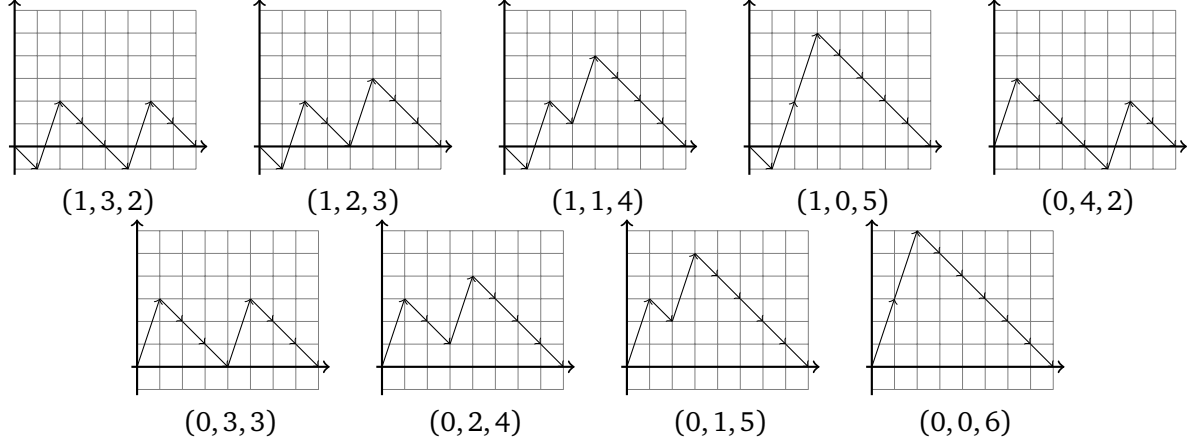 (1, 3, 2) (1, 2, 3) (1, 1, 4) (1, 0, 5) (0, 4, 2)
(0, 3, 3) (0, 2, 4) (0, 1, 5) (0, 0, 6)